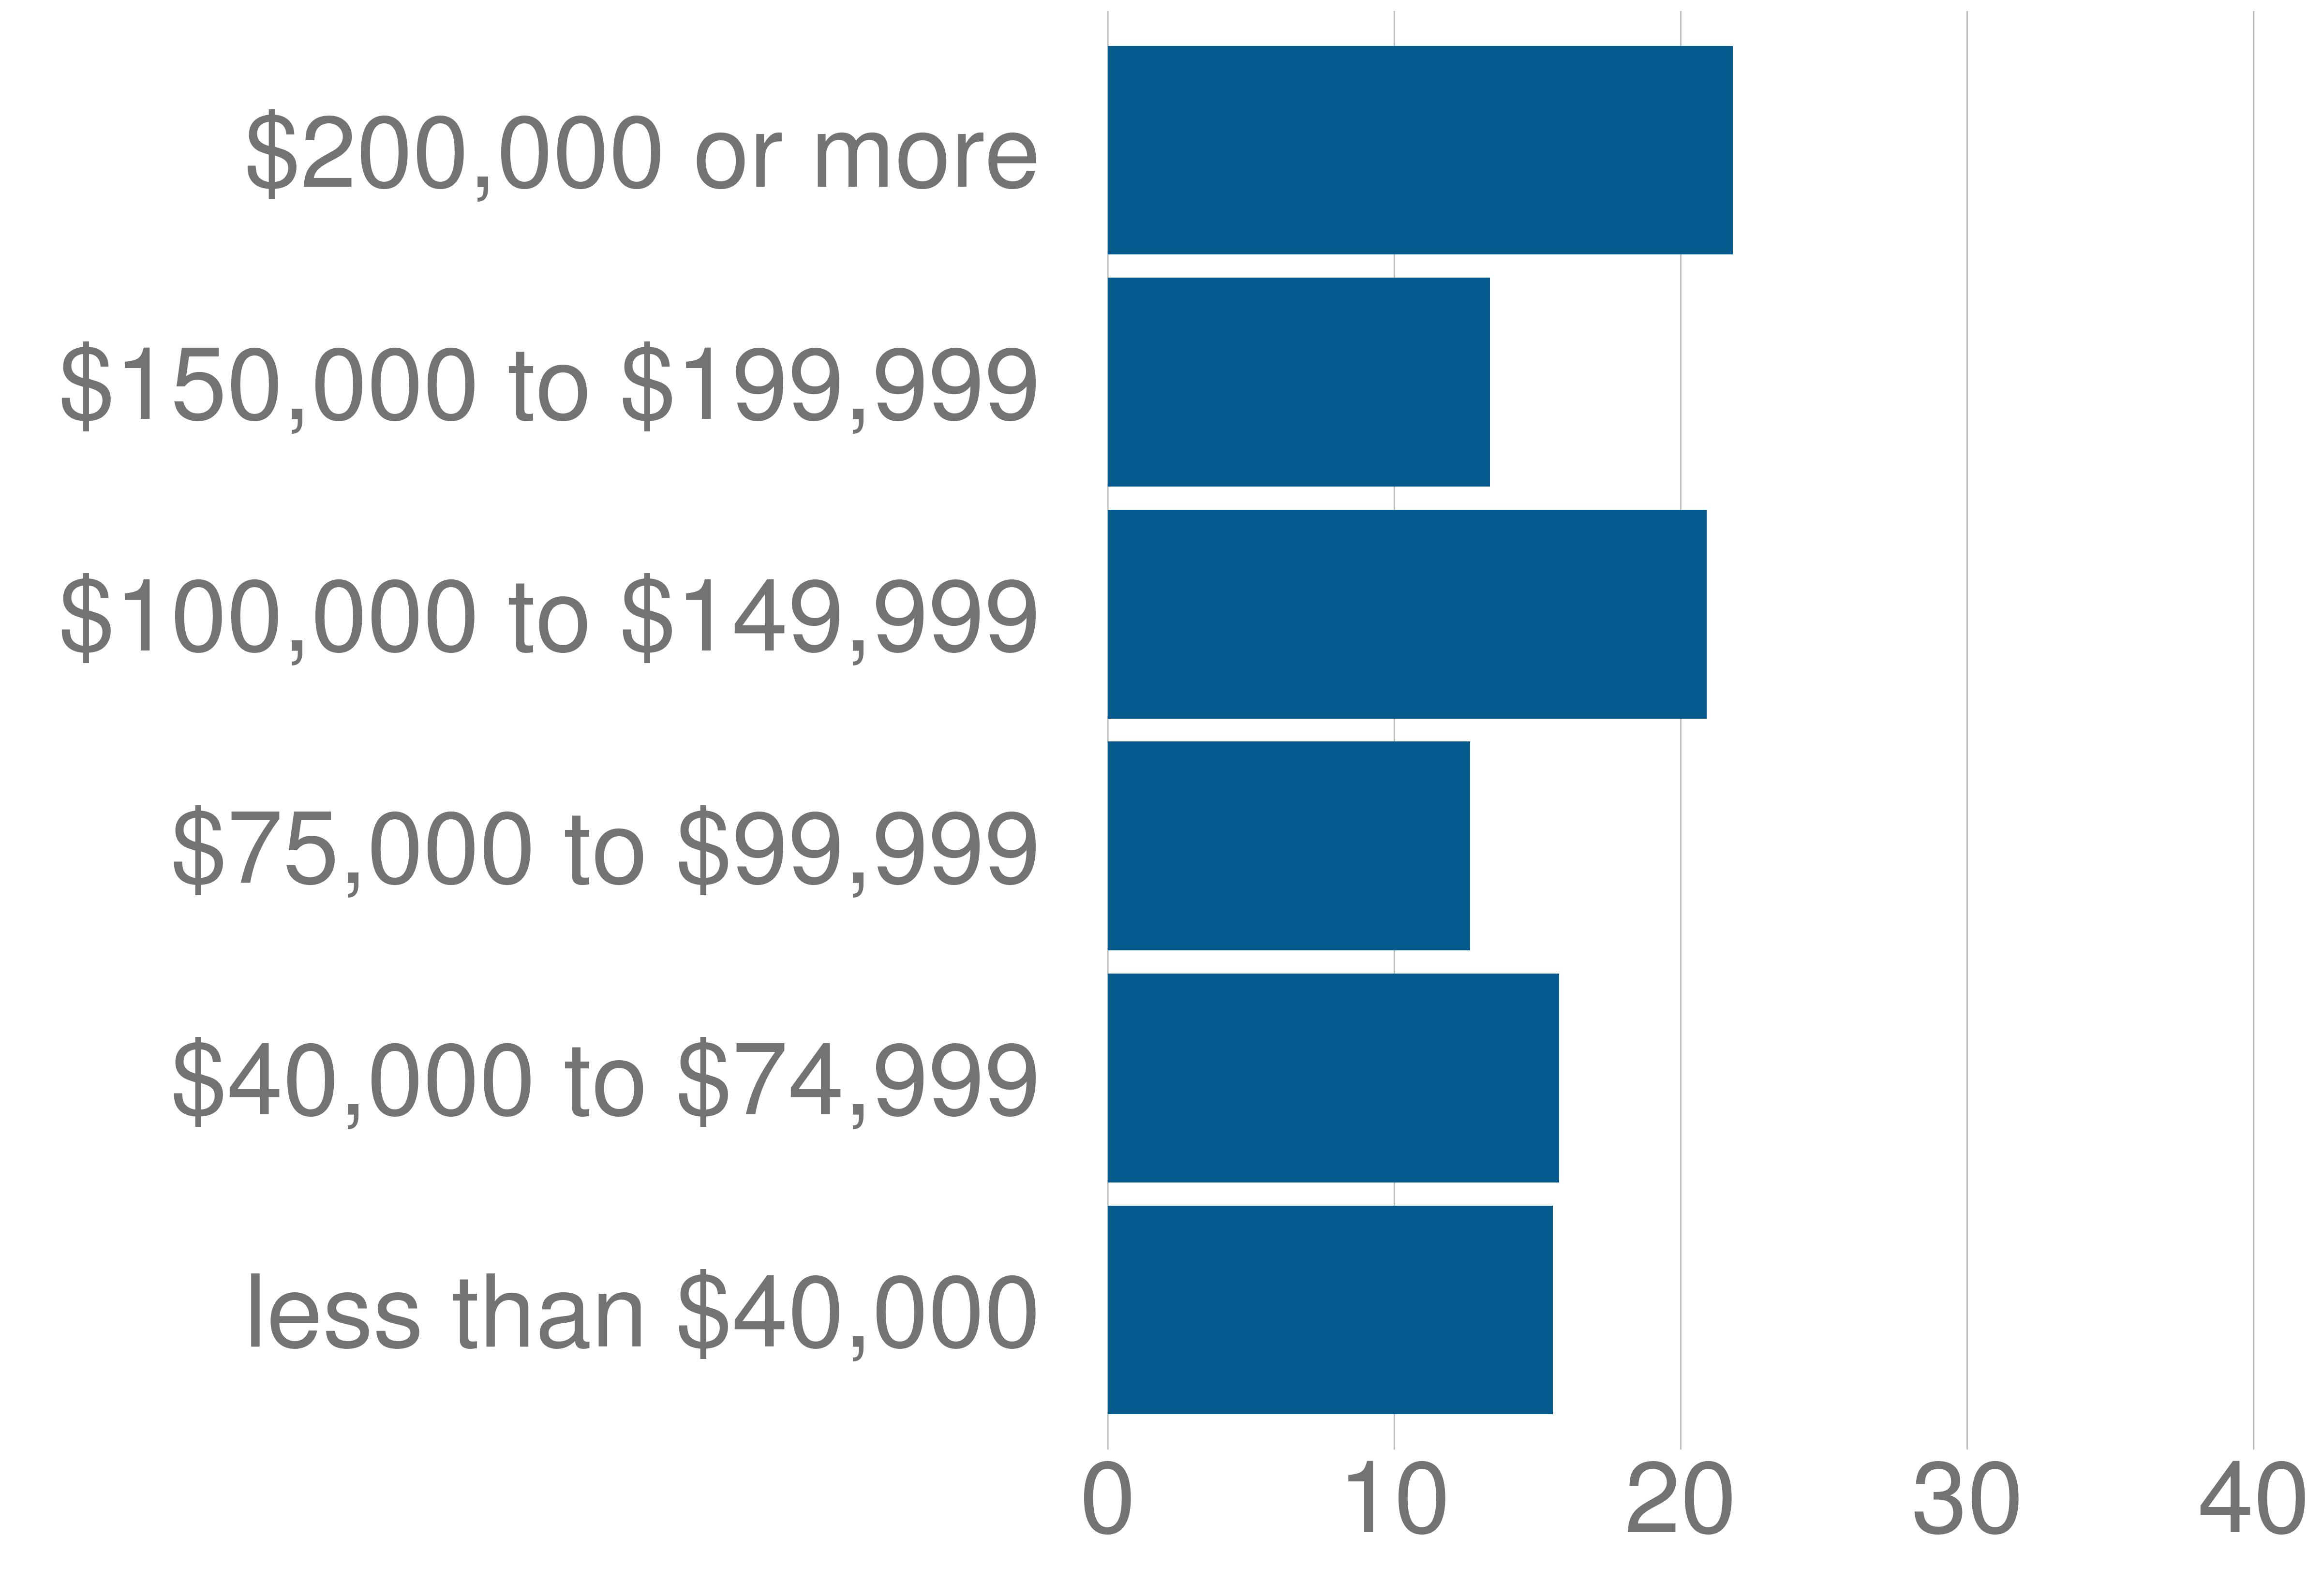 $200,000 or more
$150,000 to $199,999
$100,000 to $149,999
$75,000 to $99,999
$40,000 to $74,999
less than $40,000
0 10 20 30 40